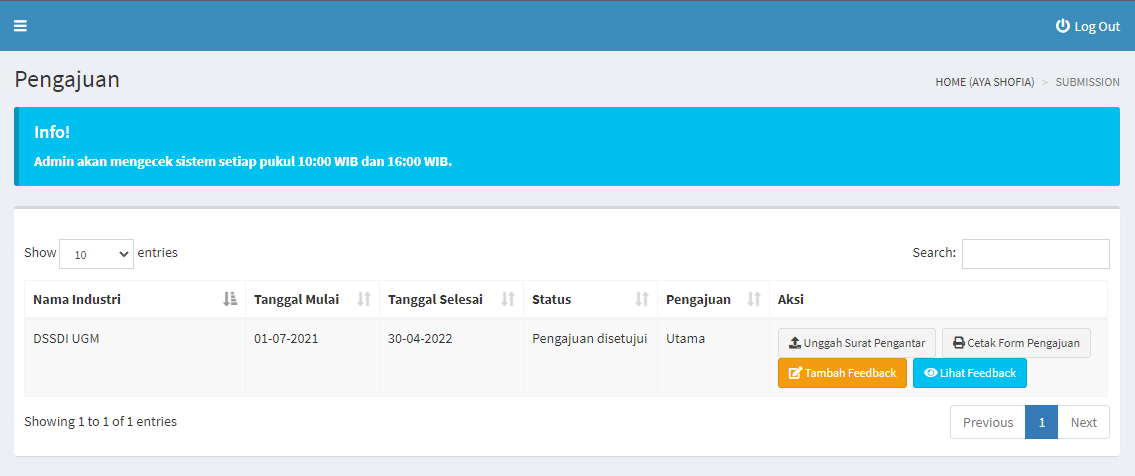 Log Out
Pengajuan
HOME (AYA SHOFIA) > SUBMISSION
Info!
Admin akan mengecek sistem setiap pukul 10:00 WIB dan 16:00 WIB.
Show 10 entries
Search:
Nama Industri Tanggal Mulai Tanggal Selesai Status Pengajuan Aksi
DSSDI UGM 01-07-2021 30-04-2022 Pengajuan disetujui Utama Unggah Surat Pengantar Cetak Form Pengajuan
Tambah Feedback Lihat Feedback
Showing 1 to 1 of 1 entries
Previous 1 Next